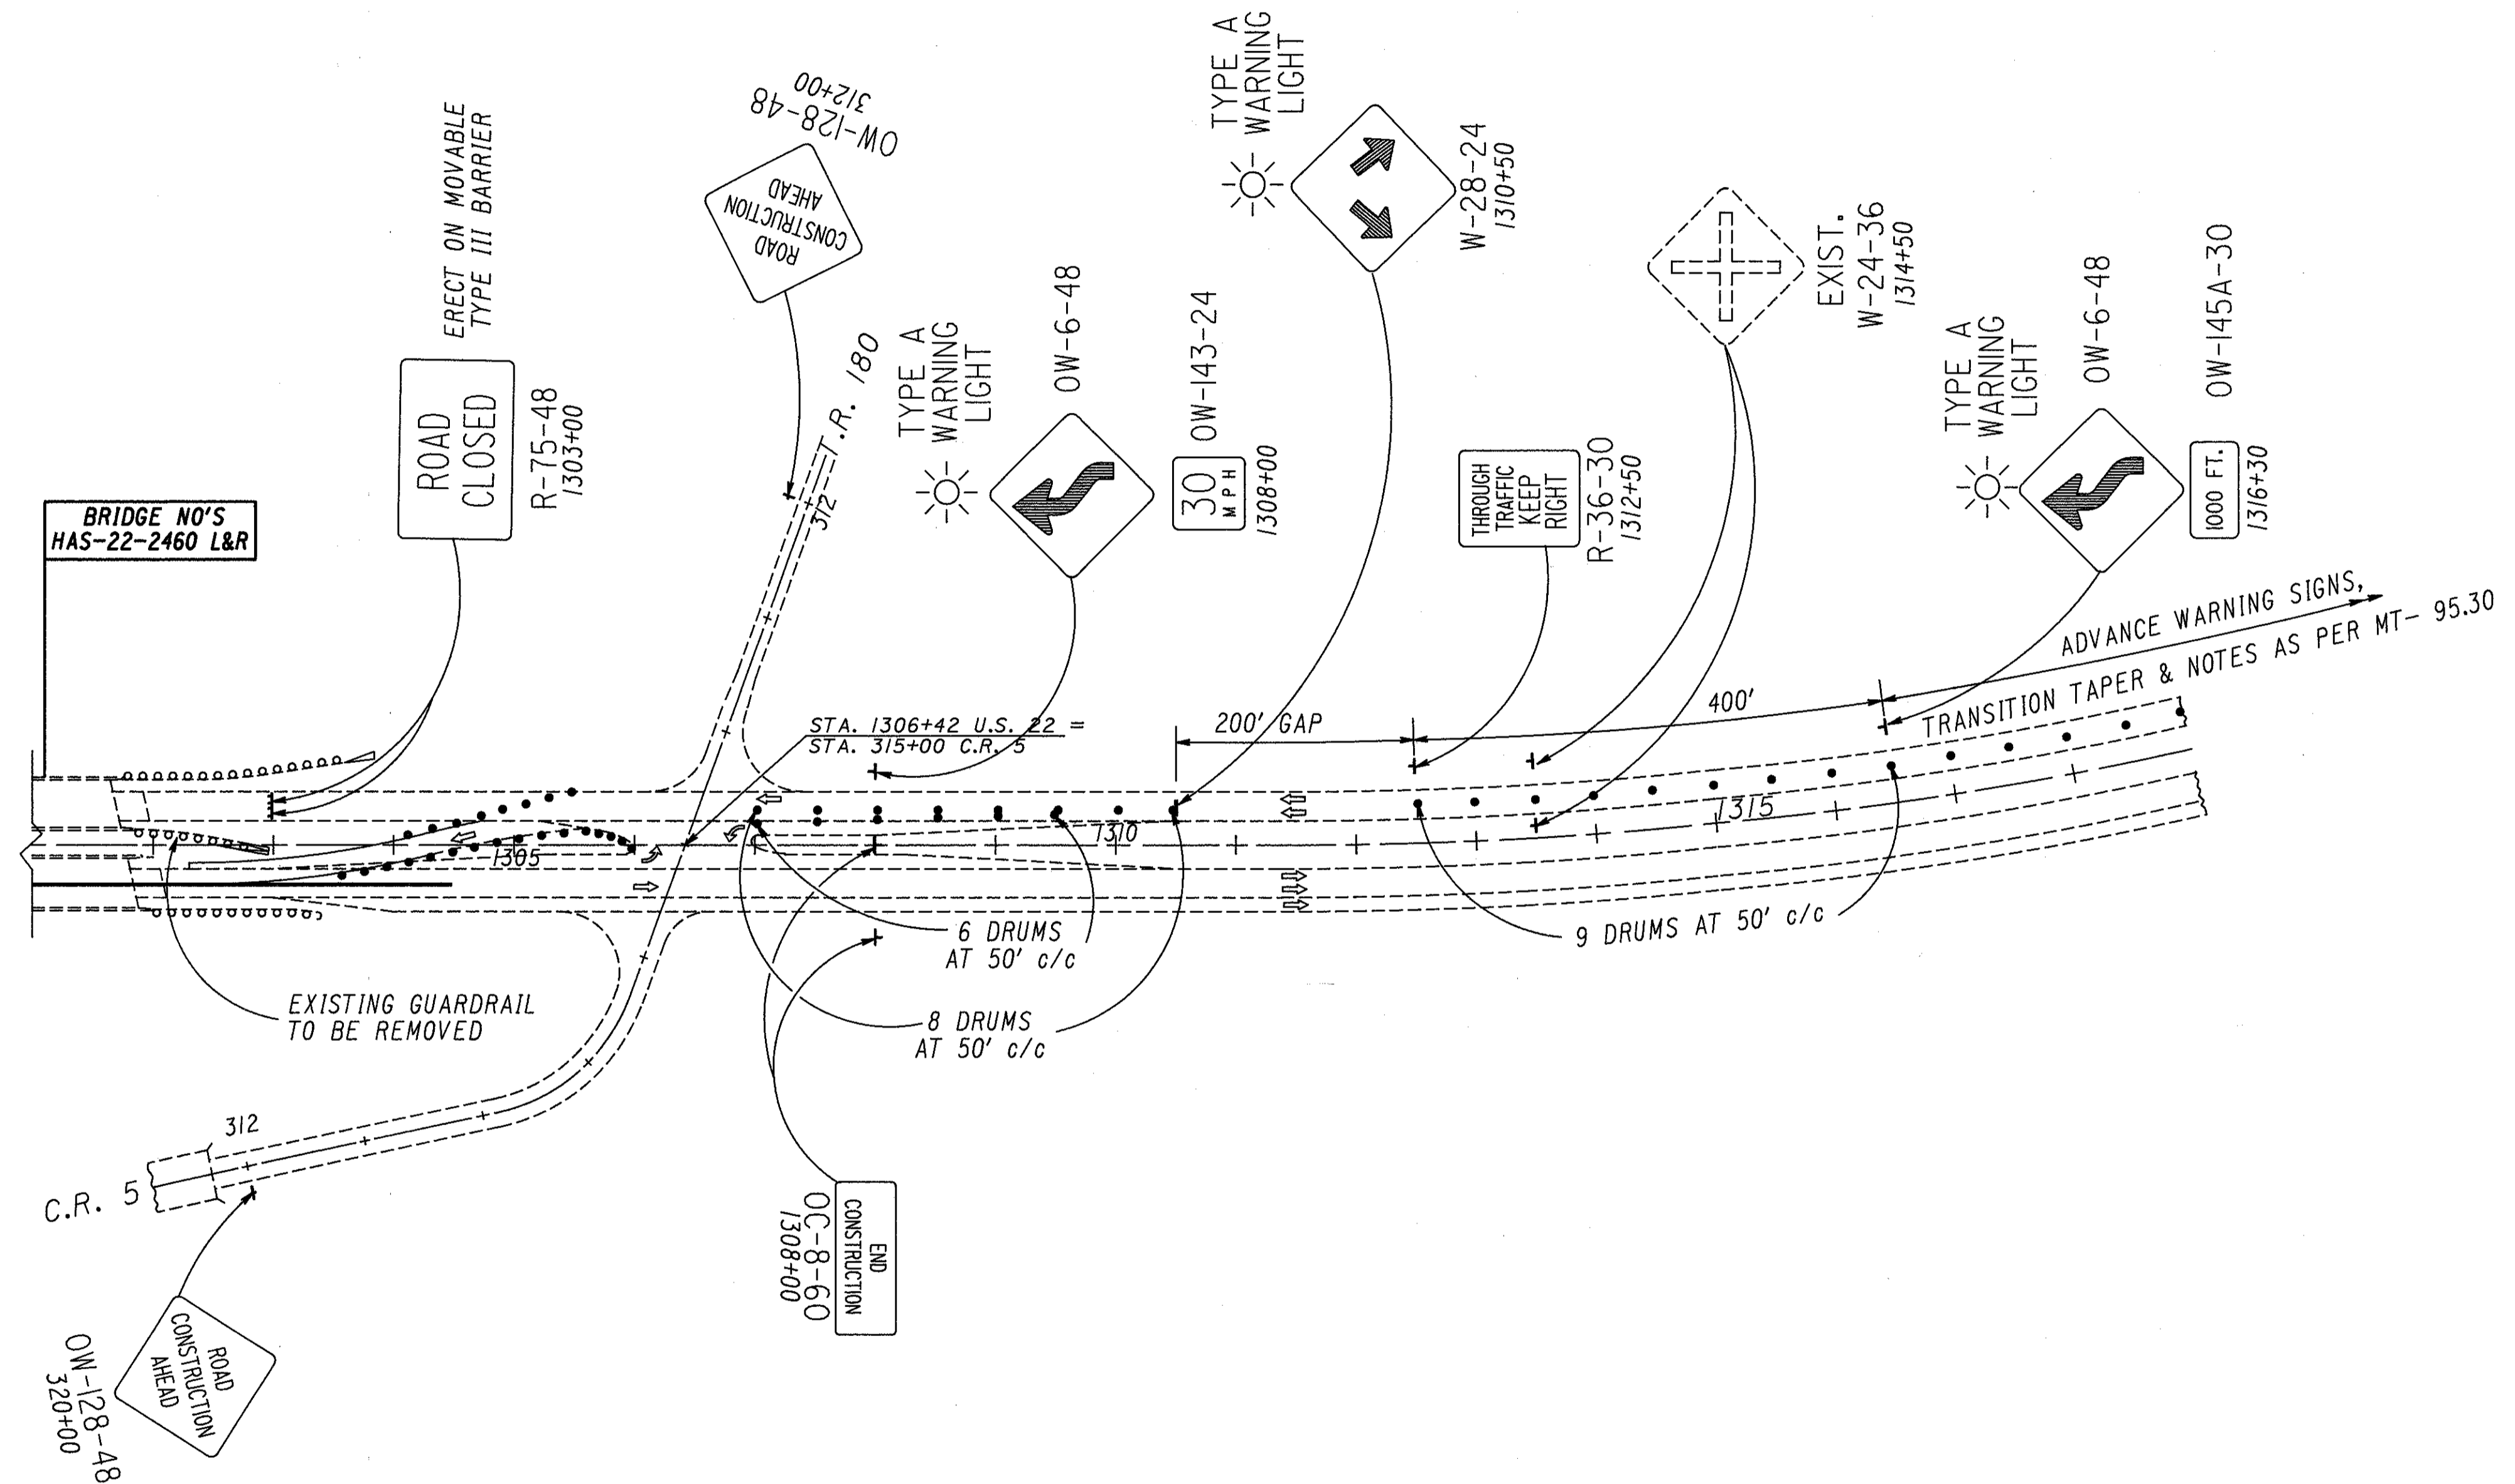 BRIDGE NO'S
HAS-22-2460 L&R
ERECT ON MOVABLE
TYPE III BARRIER
ROAD
CLOSED
R-75-48
1303+00
OW-128-48
312+00
ROAD
CONSTRUCTION
AHEAD
T.R. 180
312
TYPE A
WARNING
LIGHT
OW-6-48
30
MPH
OW-143-24
1308+00
TYPE A
WARNING
LIGHT
W-28-24
1310+50
THROUGH
TRAFFIC
KEEP
RIGHT
R-36-30
1312+50
EXIST.
W-24-36
1314+50
TYPE A
WARNING
LIGHT
OW-6-48
1000 FT.
OW-145A-30
1316+30
ADVANCE WARNING SIGNS,
TRANSITION TAPER & NOTES AS PER MT- 95.30
STA. 1306+42 U.S. 22 =
STA. 315+00 C.R. 5
200' GAP
400'
1305
1310
1315
6 DRUMS
AT 50' c/c
8 DRUMS
AT 50' c/c
9 DRUMS AT 50' c/c
EXISTING GUARDRAIL
TO BE REMOVED
312
C.R. 5
END
CONSTRUCTION
OC-8-60
1308+00
ROAD
CONSTRUCTION
AHEAD
OW-128-48
320+00